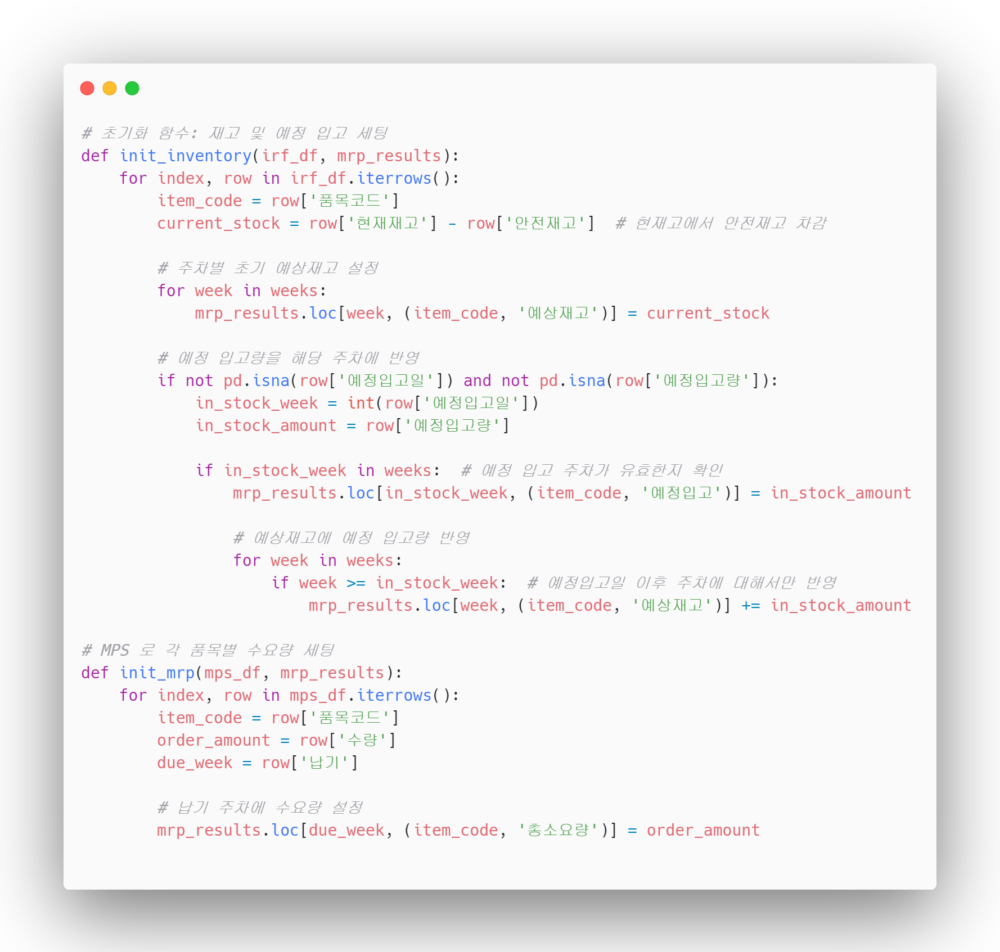 # 초기화 함수: 재고 및 예정 입고 세팅
def init_inventory(irf_df, mrp_results):
    for index, row in irf_df.iterrows():
        item_code = row['품목코드']
        current_stock = row['현재재고'] - row['안전재고']  # 현재고에서 안전재고 차감

        # 주차별 초기 예상재고 설정
        for week in weeks:
            mrp_results.loc[week, (item_code, '예상재고')] = current_stock

        # 예정 입고량을 해당 주차에 반영
        if not pd.isna(row['예정입고일']) and not pd.isna(row['예정입고량']):
            in_stock_week = int(row['예정입고일'])
            in_stock_amount = row['예정입고량']

            if in_stock_week in weeks:  # 예정 입고 주차가 유효한지 확인
                mrp_results.loc[in_stock_week, (item_code, '예정입고')] = in_stock_amount

                # 예상재고에 예정 입고량 반영
                for week in weeks:
                    if week >= in_stock_week:  # 예정입고일 이후 주차에 대해서만 반영
                        mrp_results.loc[week, (item_code, '예상재고')] += in_stock_amount

# MPS 로 각 품목별 수요량 세팅
def init_mrp(mps_df, mrp_results):
    for index, row in mps_df.iterrows():
        item_code = row['품목코드']
        order_amount = row['수량']
        due_week = row['납기']

        # 납기 주차에 수요량 설정
        mrp_results.loc[due_week, (item_code, '총소요량')] = order_amount